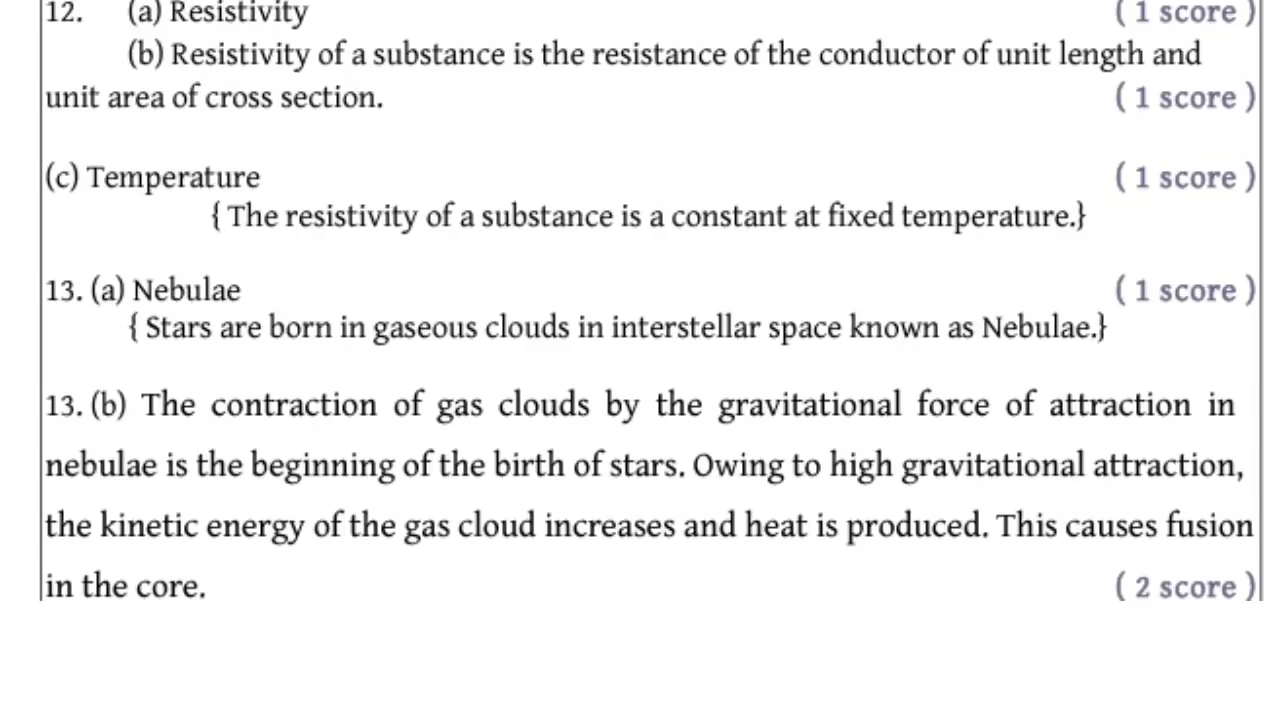 12. (a) Resistivity ( 1 score )
(b) Resistivity of a substance is the resistance of the conductor of unit length and
unit area of cross section. ( 1 score )
(c) Temperature ( 1 score )
{ The resistivity of a substance is a constant at fixed temperature.}
13. (a) Nebulae ( 1 score )
{ Stars are born in gaseous clouds in interstellar space known as Nebulae.}
13. (b) The contraction of gas clouds by the gravitational force of attraction in
nebulae is the beginning of the birth of stars. Owing to high gravitational attraction,
the kinetic energy of the gas cloud increases and heat is produced. This causes fusion
in the core. ( 2 score )